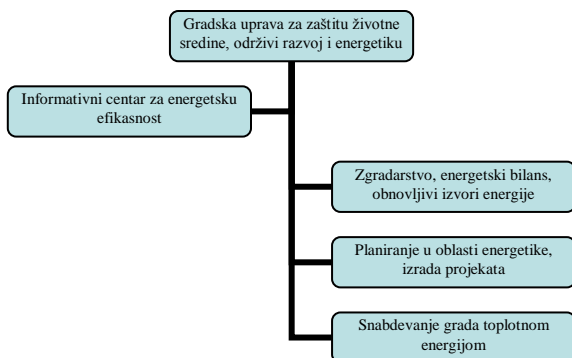 Gradska uprava za zaštitu životne
sredine, održivi razvoj i energetiku
Informativni centar za energetsku
efikasnost
Zgradarstvo, energetski bilans,
obnovljivi izvori energije
Planiranje u oblasti energetike,
izrada projekata
Snabdevanje grada toplotnom
energijom